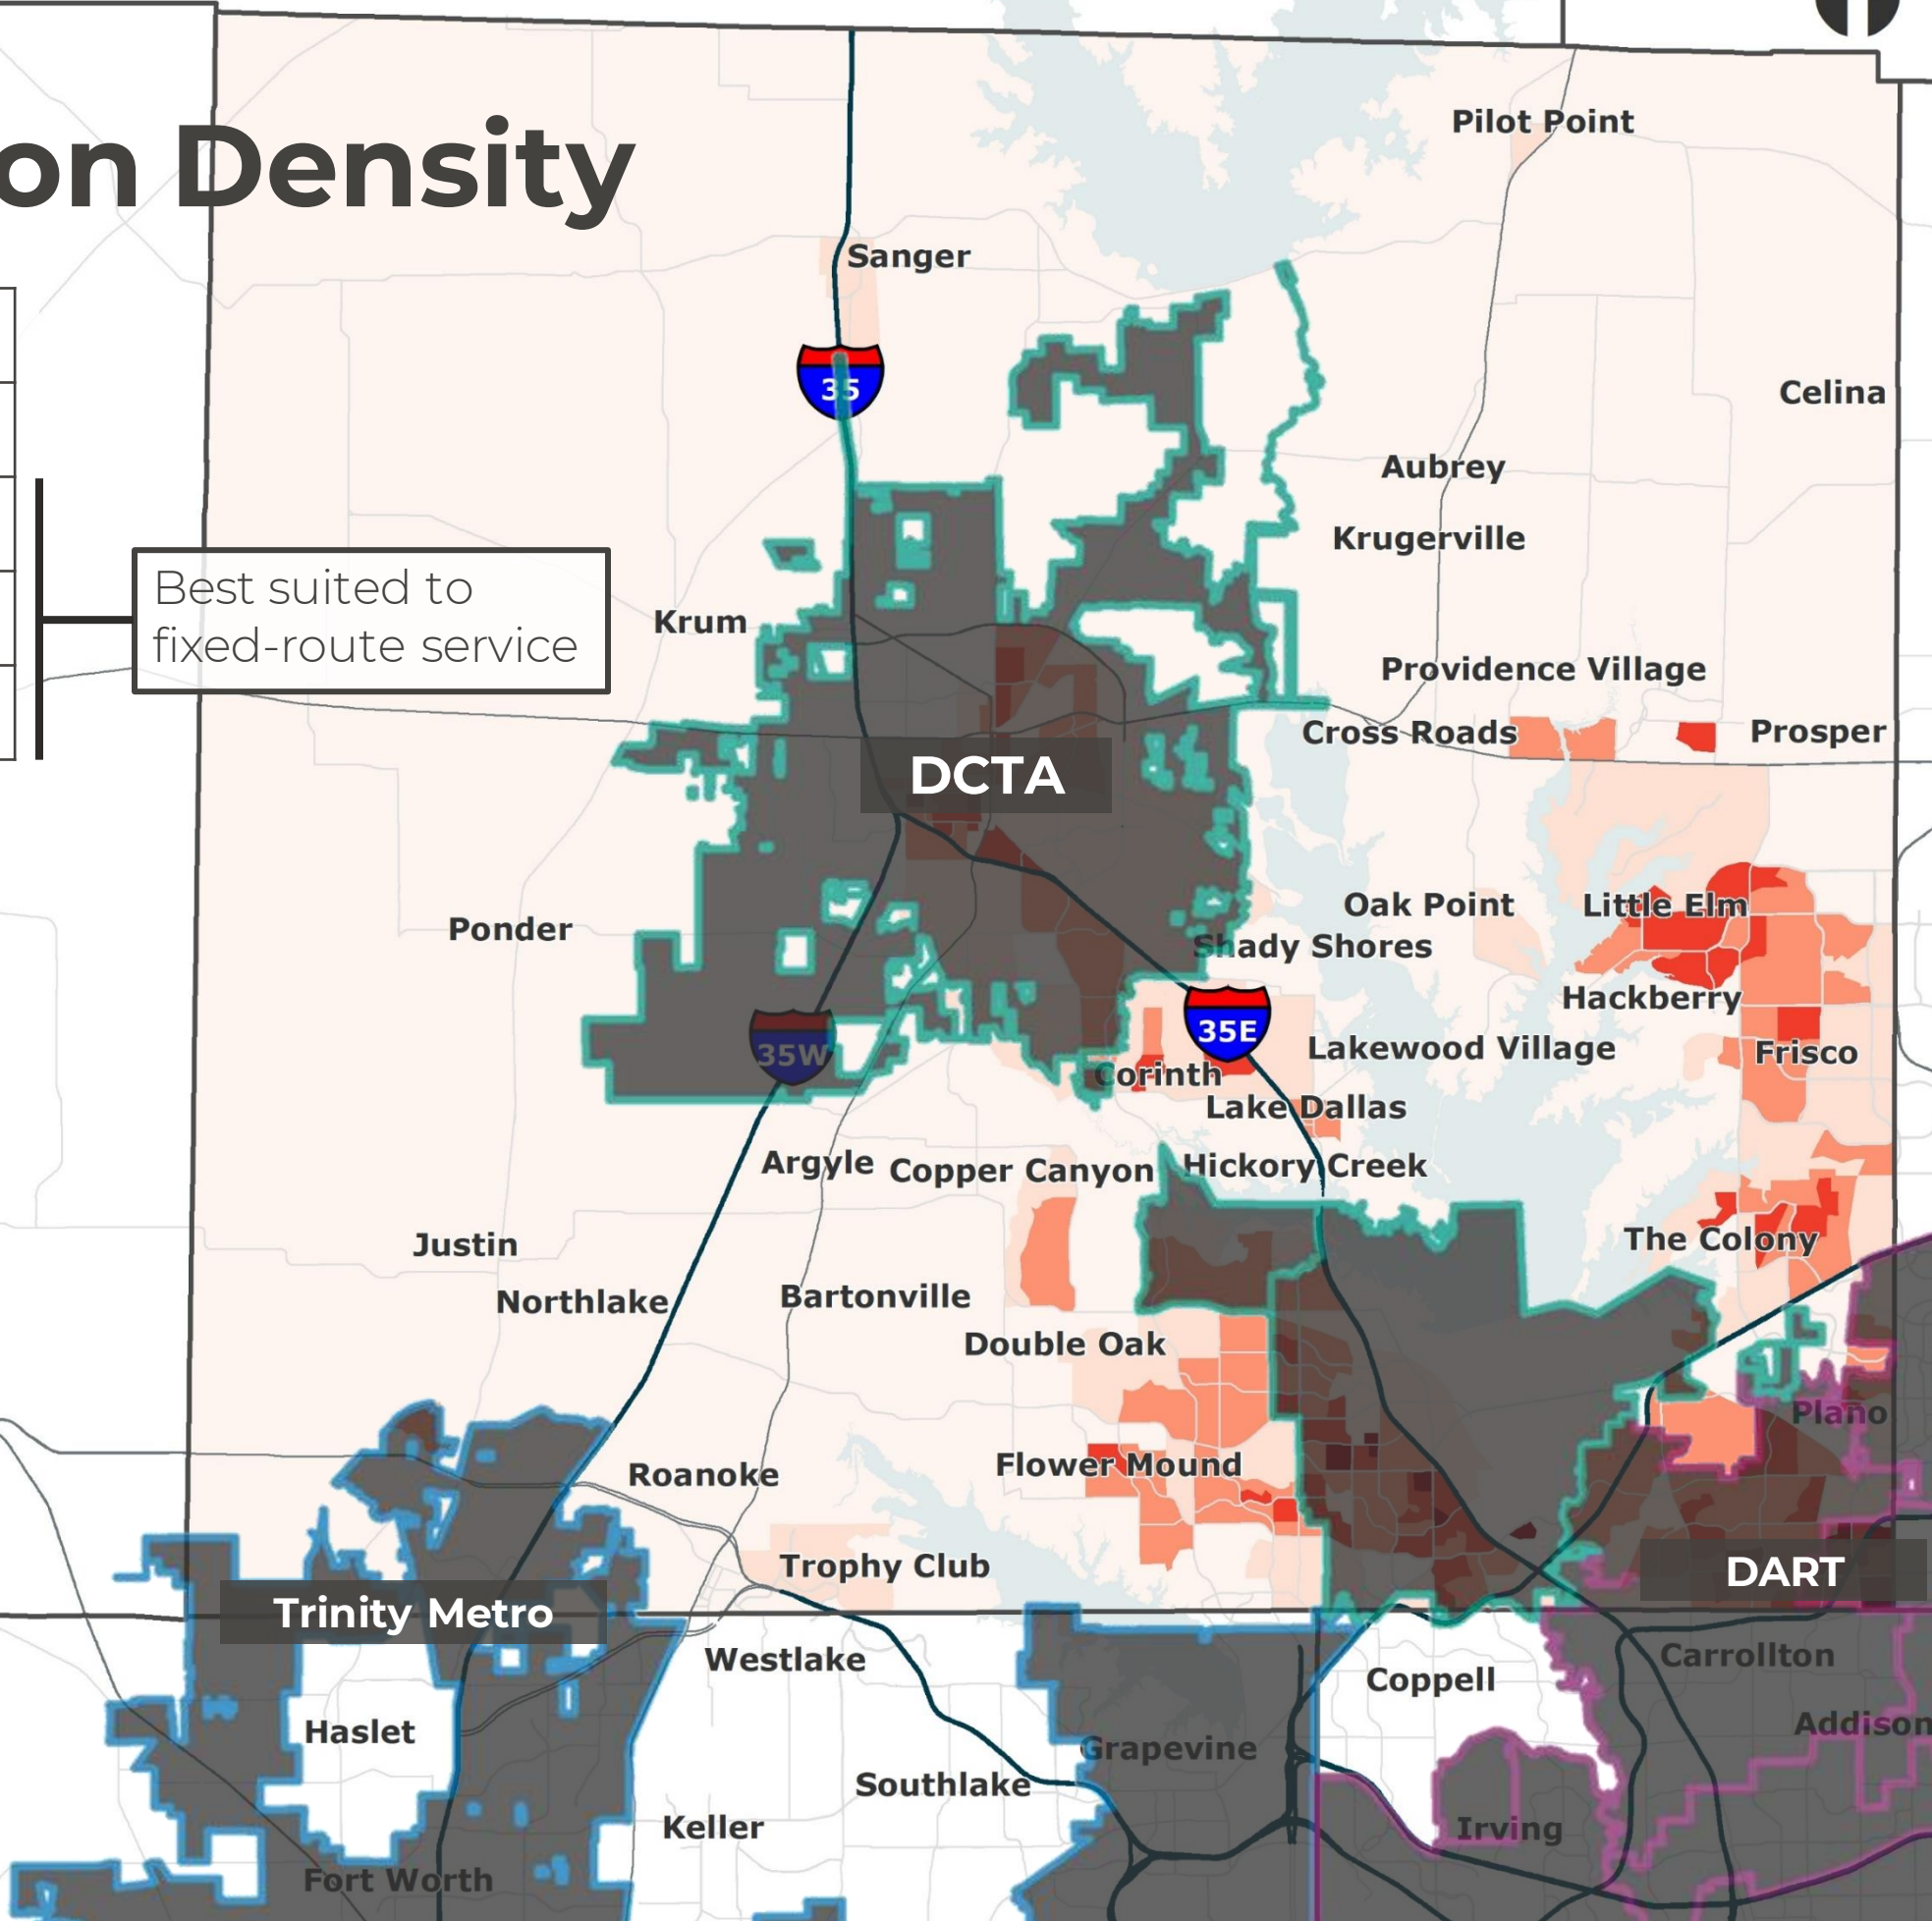 on Density
Best suited to
fixed-route service
Pilot Point
Sanger
35
Celina
Aubrey
Krugerville
Krum
Providence Village
Cross Roads
Prosper
DCTA
Ponder
Oak Point
Little Elm
Shady Shores
Hackberry
35E
35W
Lakewood Village
Frisco
Corinth
Lake Dallas
Argyle
Copper Canyon
Hickory Creek
Justin
The Colony
Northlake
Bartonville
Double Oak
Plano
Flower Mound
Roanoke
Trophy Club
DART
Trinity Metro
Westlake
Carrollton
Coppell
Haslet
Addison
Grapevine
Southlake
Keller
Irving
Fort Worth